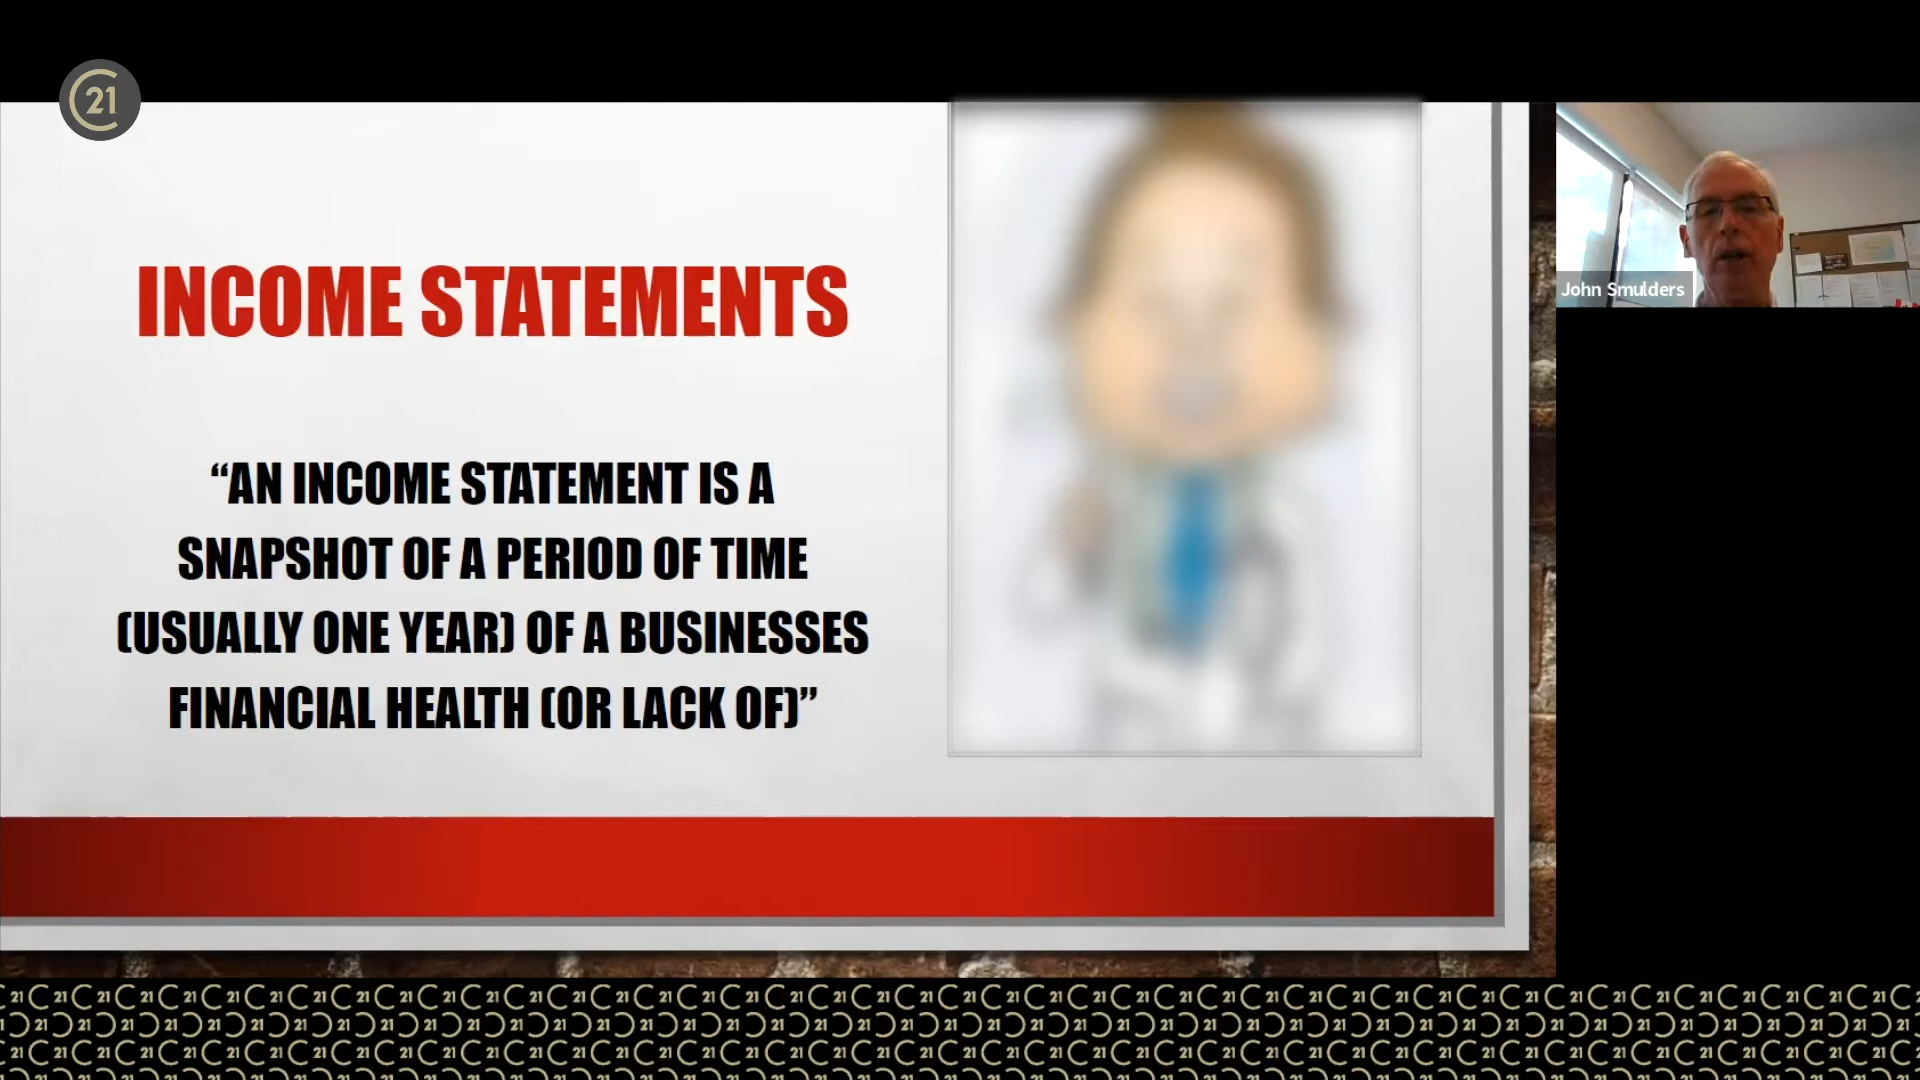 C21
INCOME STATEMENTS
“AN INCOME STATEMENT IS A
SNAPSHOT OF A PERIOD OF TIME
(USUALLY ONE YEAR) OF A BUSINESSES
FINANCIAL HEALTH (OR LACK OF)”
John Smulders